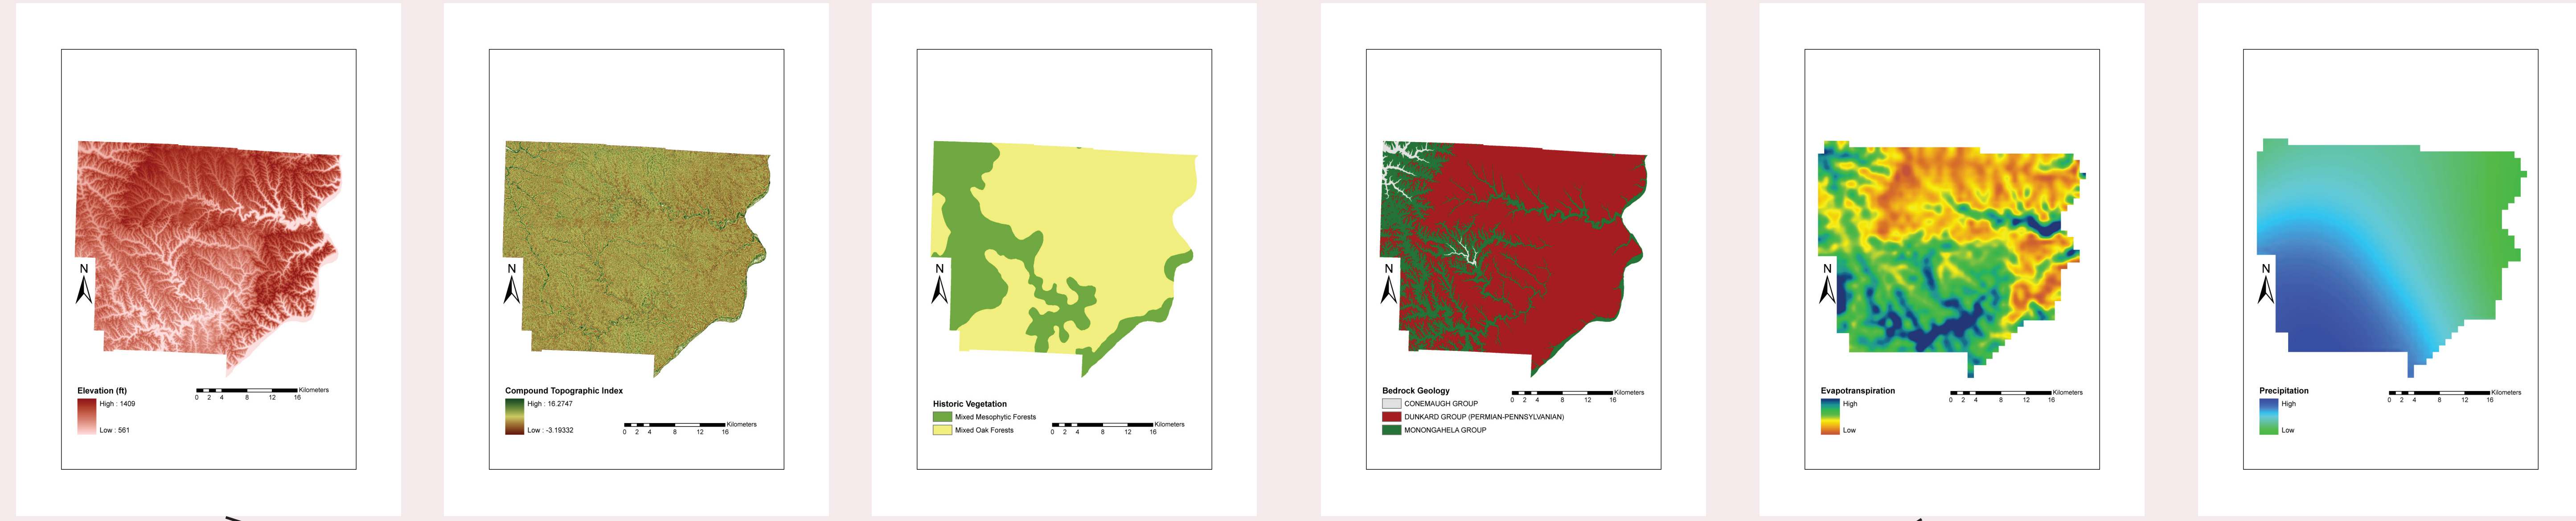 N
Elevation (ft)
High : 1409
Low : 561
Kilometers
0 2 4 8 12 16
N
Compound Topographic Index
High : 16.2747
Low : -3.19332
Kilometers
0 2 4 8 12 16
N
Historic Vegetation
Mixed Mesophytic Forests
Mixed Oak Forests
Kilometers
0 2 4 8 12 16
N
Bedrock Geology
CONEMAUGH GROUP
DUNKARD GROUP (PERMIAN-PENNSYLVANIAN)
MONONGAHELA GROUP
Kilometers
0 2 4 8 12 16
N
Evapotranspiration
High
Low
Kilometers
0 2 4 8 12 16
N
Precipitation
High
Low
Kilometers
0 2 4 8 12 16